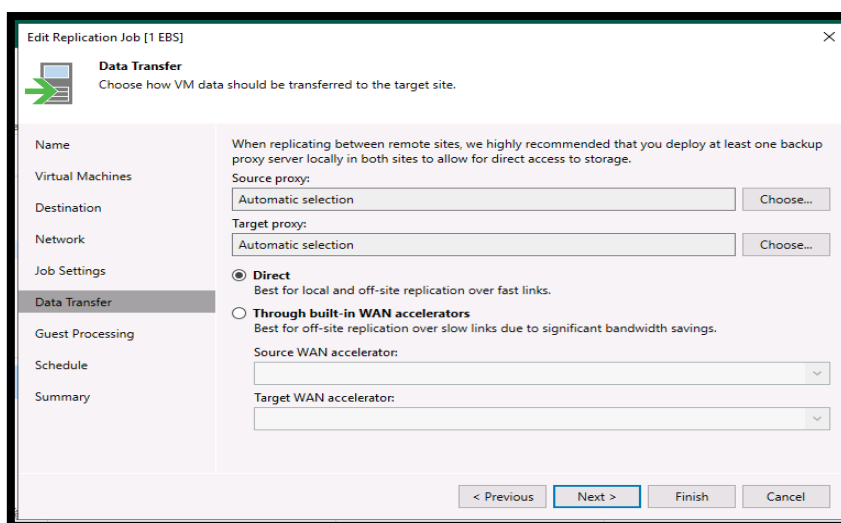 Edit Replication Job [1 EBS]
Data Transfer
Choose how VM data should be transferred to the target site.
Name
Virtual Machines
Destination
Network
Job Settings
Data Transfer
Guest Processing
Schedule
Summary
When replicating between remote sites, we highly recommended that you deploy at least one backup
proxy server locally in both sites to allow for direct access to storage.
Source proxy:
Automatic selection
Choose...
Target proxy:
Automatic selection
Choose...
Direct
Best for local and off-site replication over fast links.
Through built-in WAN accelerators
Best for off-site replication over slow links due to significant bandwidth savings.
Source WAN accelerator:
Target WAN accelerator:
< Previous
Next >
Finish
Cancel